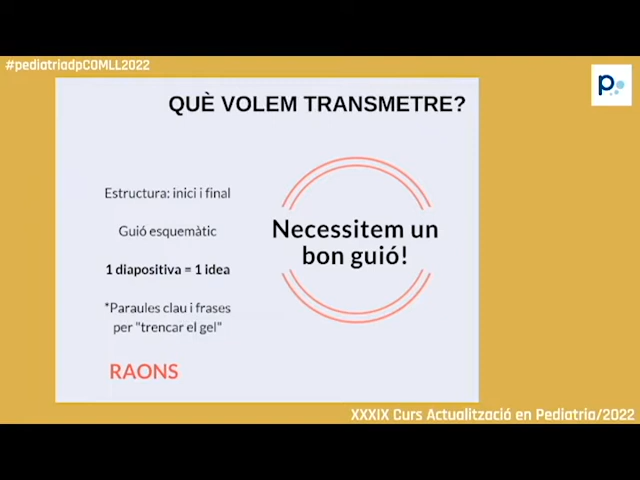 #pediatriadpCOMLL2022
p
QUÈ VOLEM TRANSMETRE?
Estructura: inici i final
Guió esquemàtic
1 diapositiva = 1 idea
*Paraules clau i frases
per "trencar el gel"
RAONS
Necessitem un
bon guió!
XXXIX Curs Actualització en Pediatria/2022